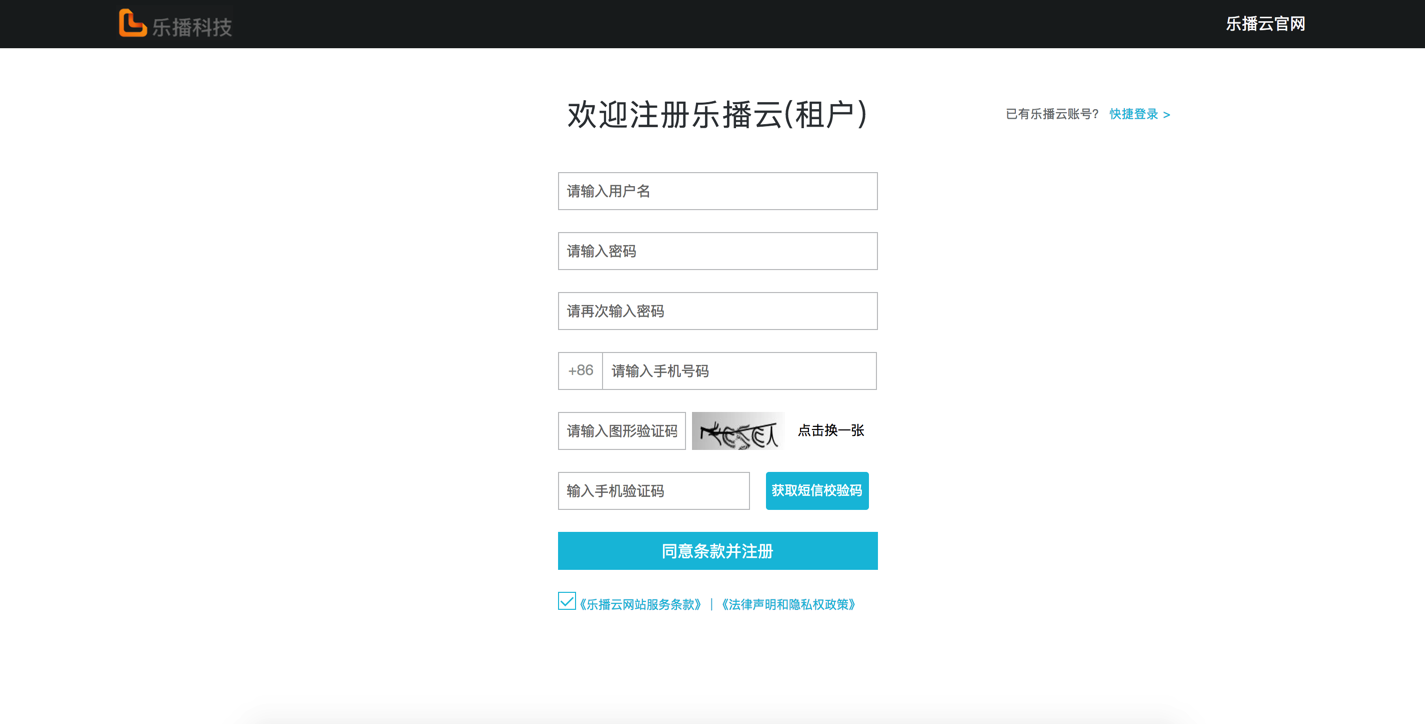 乐播科技
乐播云官网
欢迎注册乐播云(租户)
已有乐播云账号? 快捷登录 >
请输入用户名
请输入密码
请再次输入密码
+86 请输入手机号码
请输入图形验证码 点击换一张
输入手机验证码 获取短信校验码
同意条款并注册
《乐播云网站服务条款》 | 《法律声明和隐私权政策》